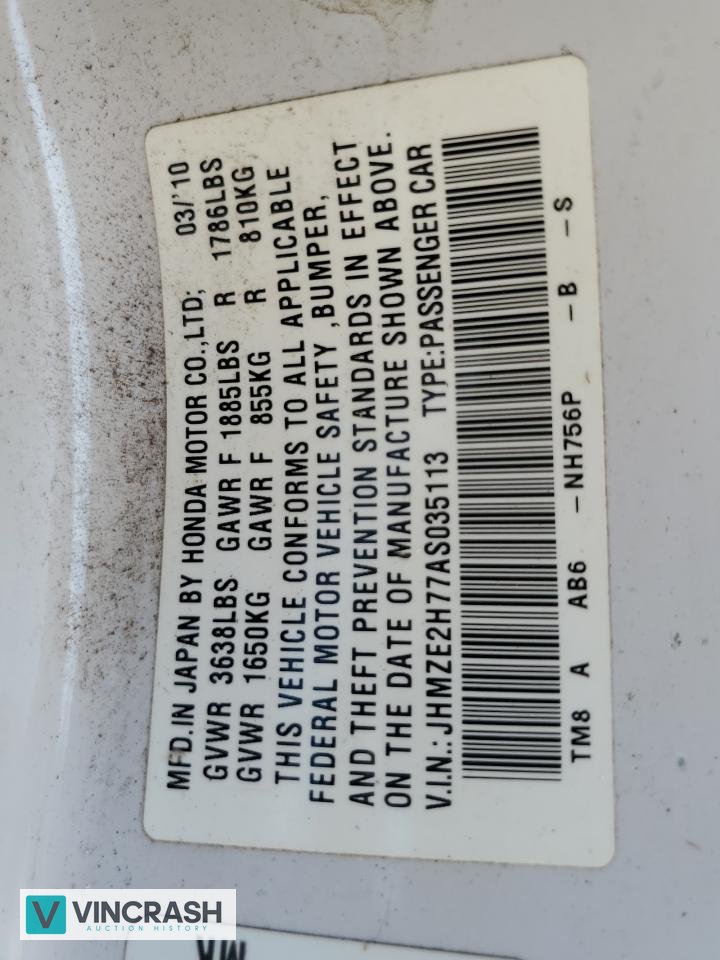 MFD.IN JAPAN BY HONDA MOTOR CO.,LTD, 03/'10
GVWR 3638LBS GAWR F 1885LBS R 1786LBS
GVWR 1650KG GAWR F 855KG R 810KG
THIS VEHICLE CONFORMS TO ALL APPLICABLE
FEDERAL MOTOR VEHICLE SAFETY ,BUMPER,
AND THEFT PREVENTION STANDARDS IN EFFECT
ON THE DATE OF MANUFACTURE SHOWN ABOVE.
V.I.N.: JHMZE2H77AS035113 TYPE:PASSENGER CAR
TM8 A AB6 -NH756P -B -S
V VINCRASH
AUCTION HISTORY